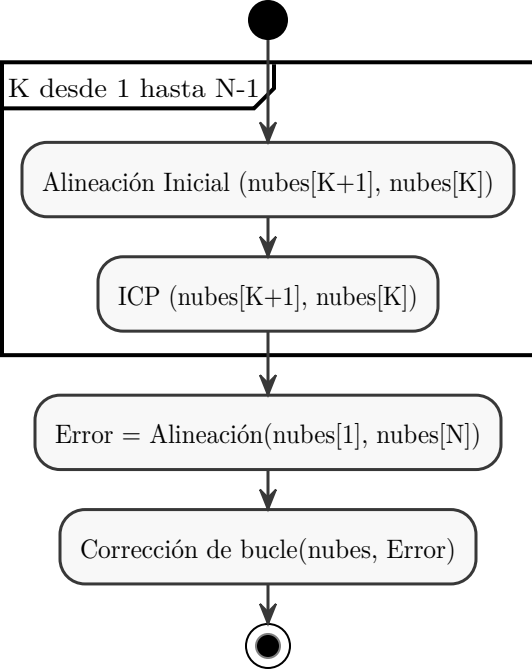 K desde 1 hasta N-1
Alineación Inicial (nubes[K+1], nubes[K])
ICP (nubes[K+1], nubes[K])
Error = Alineación(nubes[1], nubes[N])
Corrección de bucle(nubes, Error)